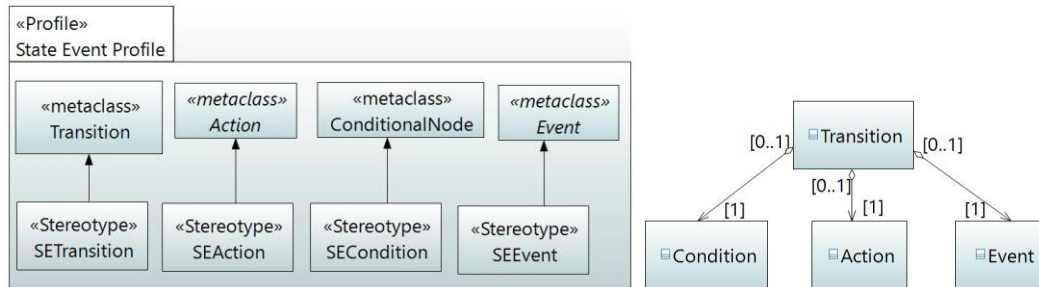 «Profile»
State Event Profile
«metaclass»
Transition
«metaclass»
Action
«metaclass»
ConditionalNode
«metaclass»
Event
«Stereotype»
SETransition
«Stereotype»
SEAction
«Stereotype»
SECondition
«Stereotype»
SEEvent
Transition
[0..1]
[0..1]
[0..1]
[1]
[1]
[1]
Condition
Action
Event